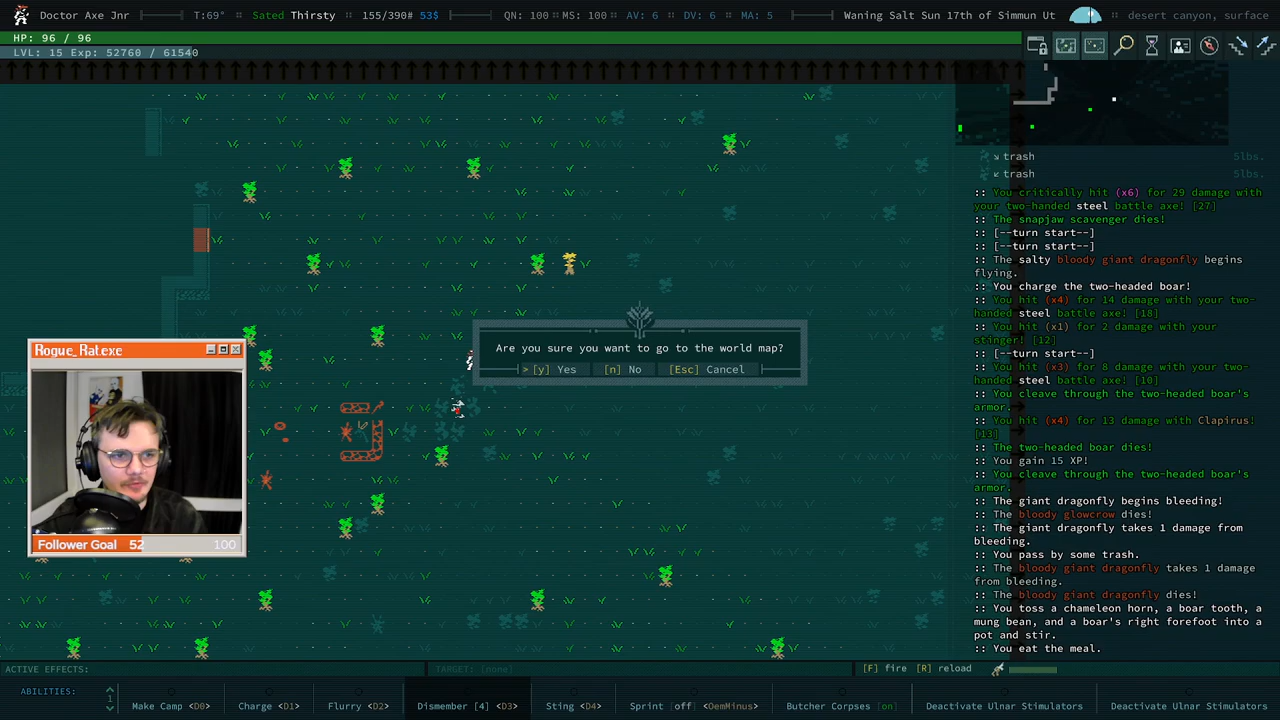 Doctor Axe Jnr
T:69° :: Sated Thirsty :: 155/390# 53$
QN: 100 :: MS: 100 :: AV: 6 :: DV: 6 :: MA: 5
Waning Salt Sun 17th of Simmun Ut
:: desert canyon, surface
HP: 96 / 96
LVL: 15 Exp: 52760 / 61540
trash 5lbs.
trash 5lbs.
:: You critically hit (x6) for 29 damage with
your two-handed steel battle axe! [27]
:: The snapjaw scavenger dies!
:: [--turn start--]
:: [--turn start--]
:: The salty bloody giant dragonfly begins
flying.
:: You charge the two-headed boar!
:: You hit (x4) for 14 damage with your two-
handed steel battle axe! [18]
:: You hit (x1) for 2 damage with your
stinger! [12]
:: [--turn start--]
:: You hit (x3) for 8 damage with your two-
handed steel battle axe! [10]
:: You cleave through the two-headed boar's
armor.
:: You hit (x4) for 13 damage with Clapirus!
[13]
:: The two-headed boar dies!
:: You gain 15 XP!
:: You cleave through the two-headed boar's
armor.
:: The giant dragonfly begins bleeding!
:: The bloody glowcrow dies!
:: The giant dragonfly takes 1 damage from
bleeding.
:: You pass by some trash.
:: The bloody giant dragonfly takes 1 damage
from bleeding.
:: The bloody giant dragonfly dies!
:: You toss a chameleon horn, a boar tooth, a
mung bean, and a boar's right forefoot into a
pot and stir.
:: You eat the meal.
Are you sure you want to go to the world map?
> [y] Yes [n] No [Esc] Cancel
Rogue_Rat.exe
Follower Goal 52 100
ACTIVE EFFECTS:
TARGET: [none]
[F] fire [R] reload
ABILITIES:
1
Make Camp <D0>
Charge <D1>
Flurry <D2>
Dismember [4] <D3>
Sting <D4>
Sprint [off] <OemMinus>
Butcher Corpses [on]
Deactivate Ulnar Stimulators
Deactivate Ulnar Stimulators